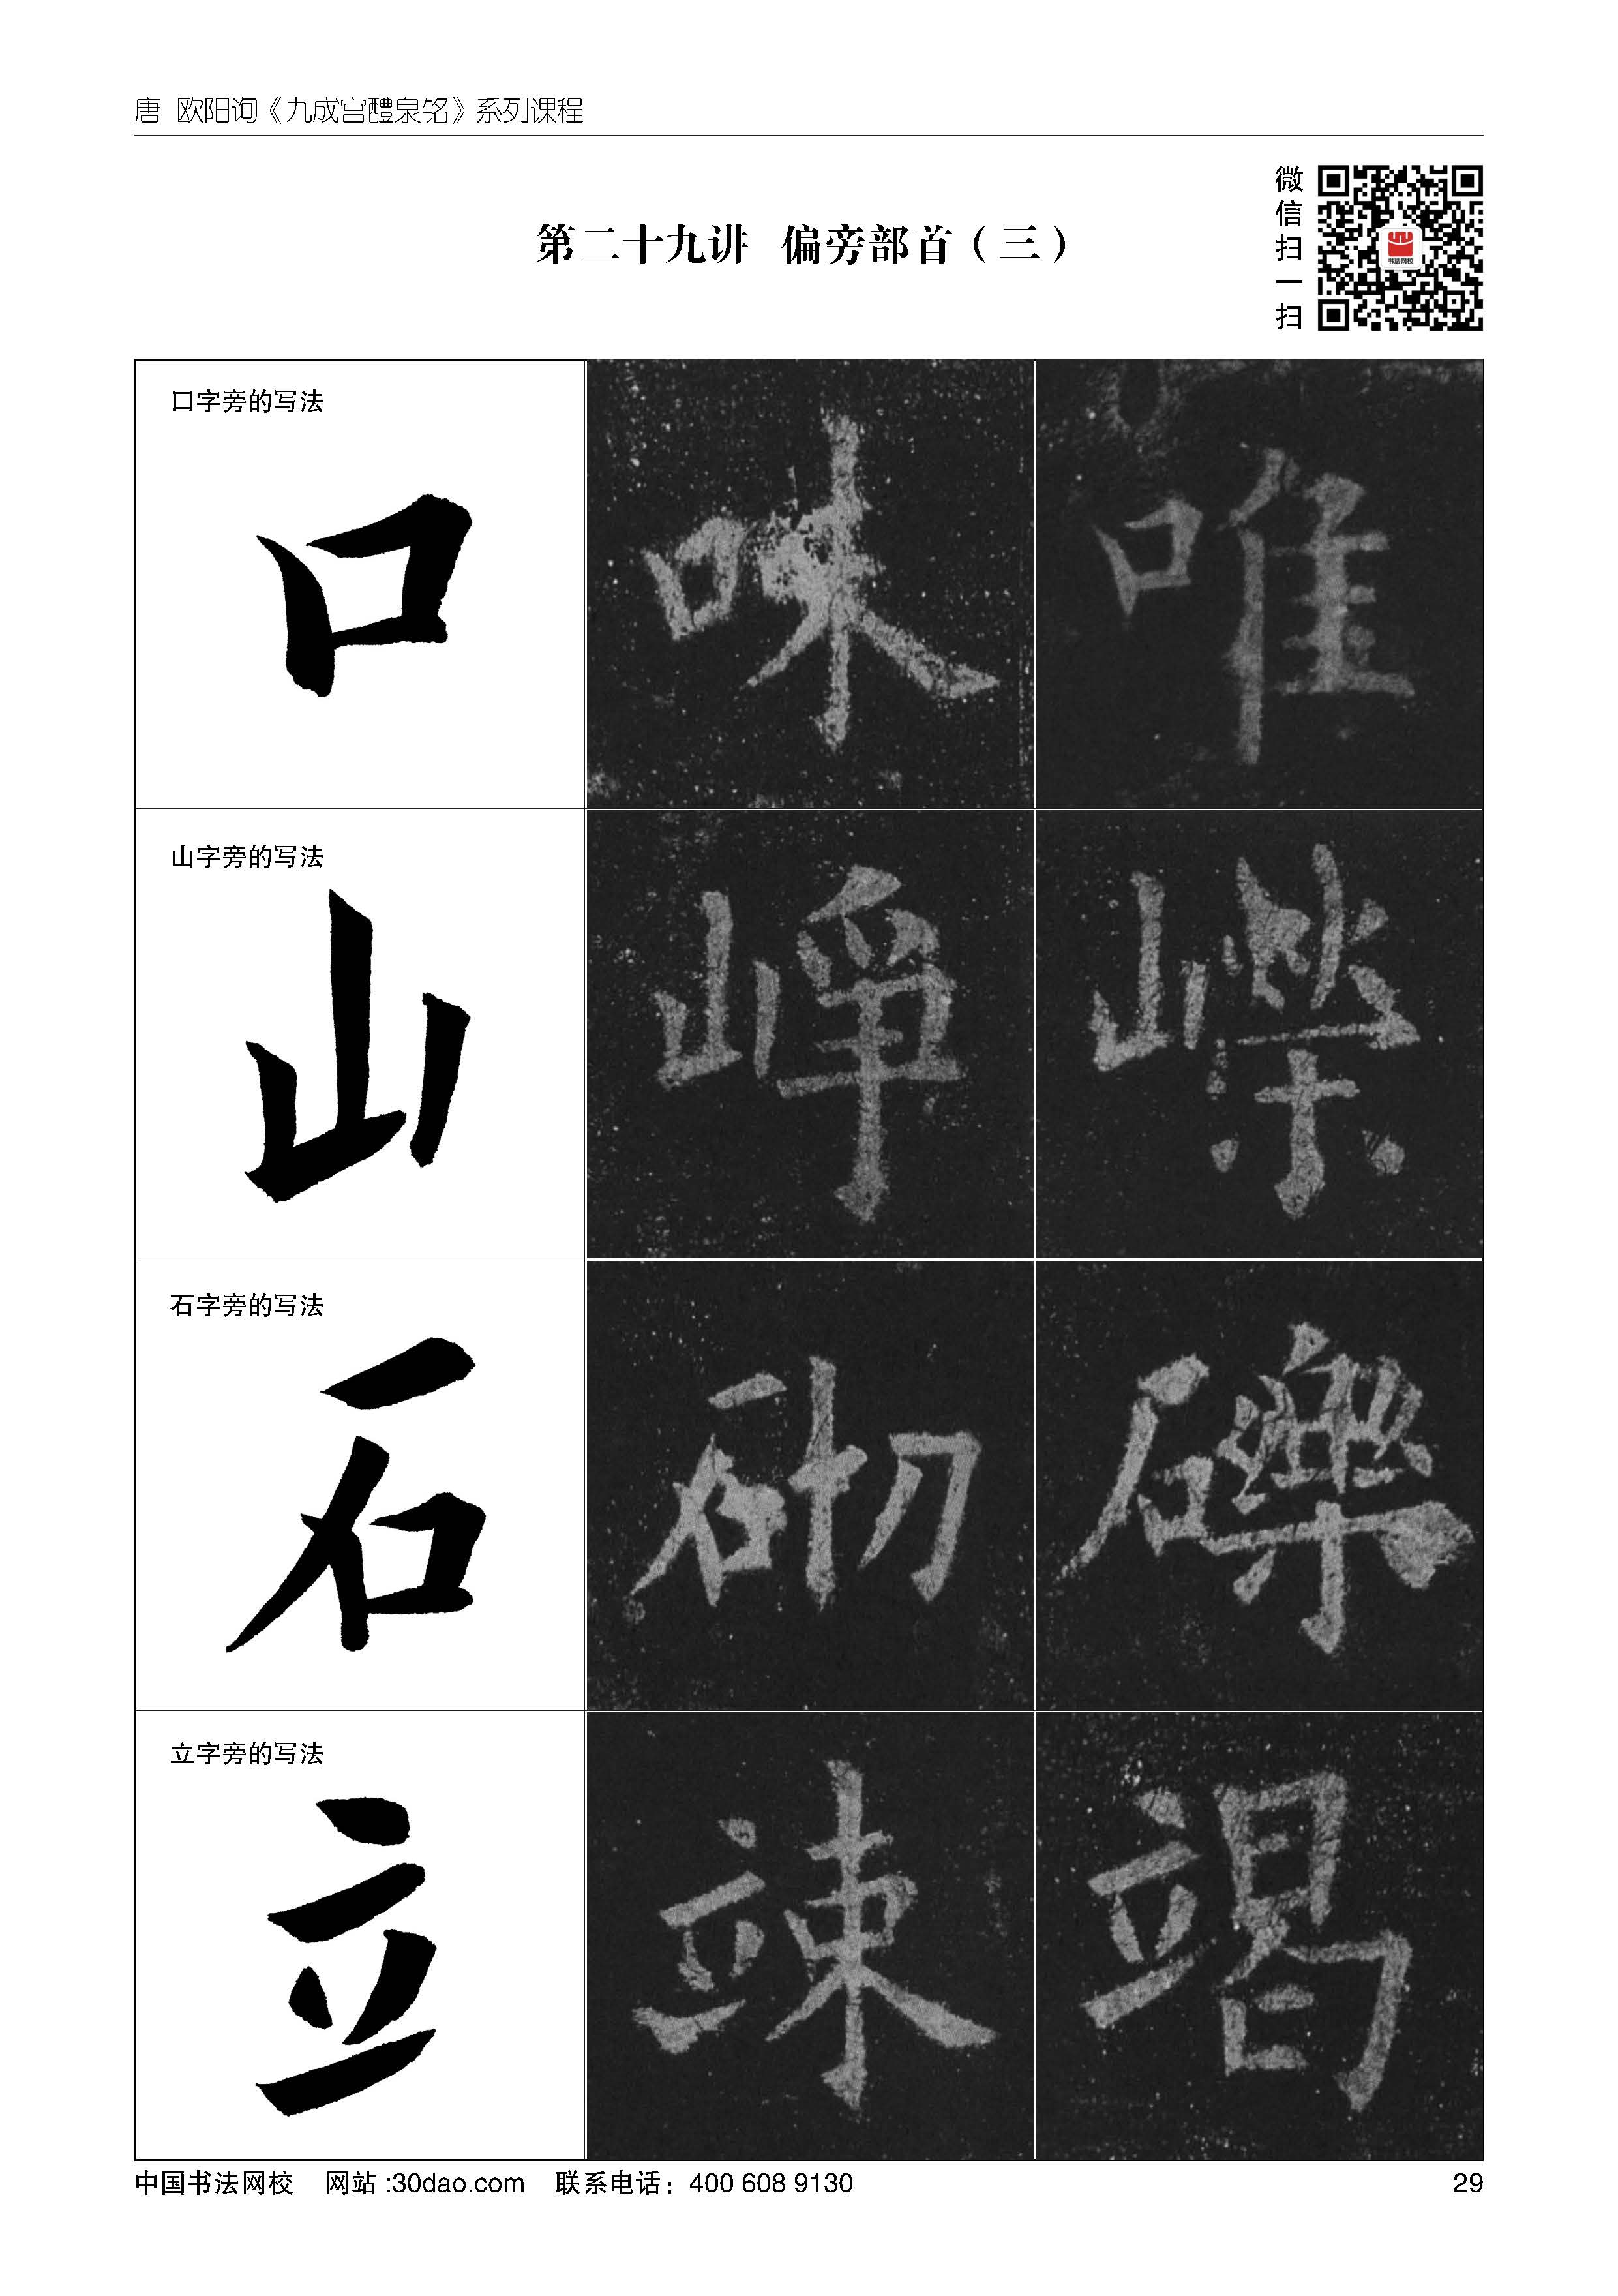 唐 欧阳询《九成宫醴泉铭》系列课程
微信扫一扫
书法网校
第二十九讲 偏旁部首（三）
口字旁的写法
口 味 唯
山字旁的写法
山 崢 嶸
石字旁的写法
石 砌 礫
立字旁的写法
立 竦 竭
中国书法网校 网站:30dao.com 联系电话：400 608 9130
29